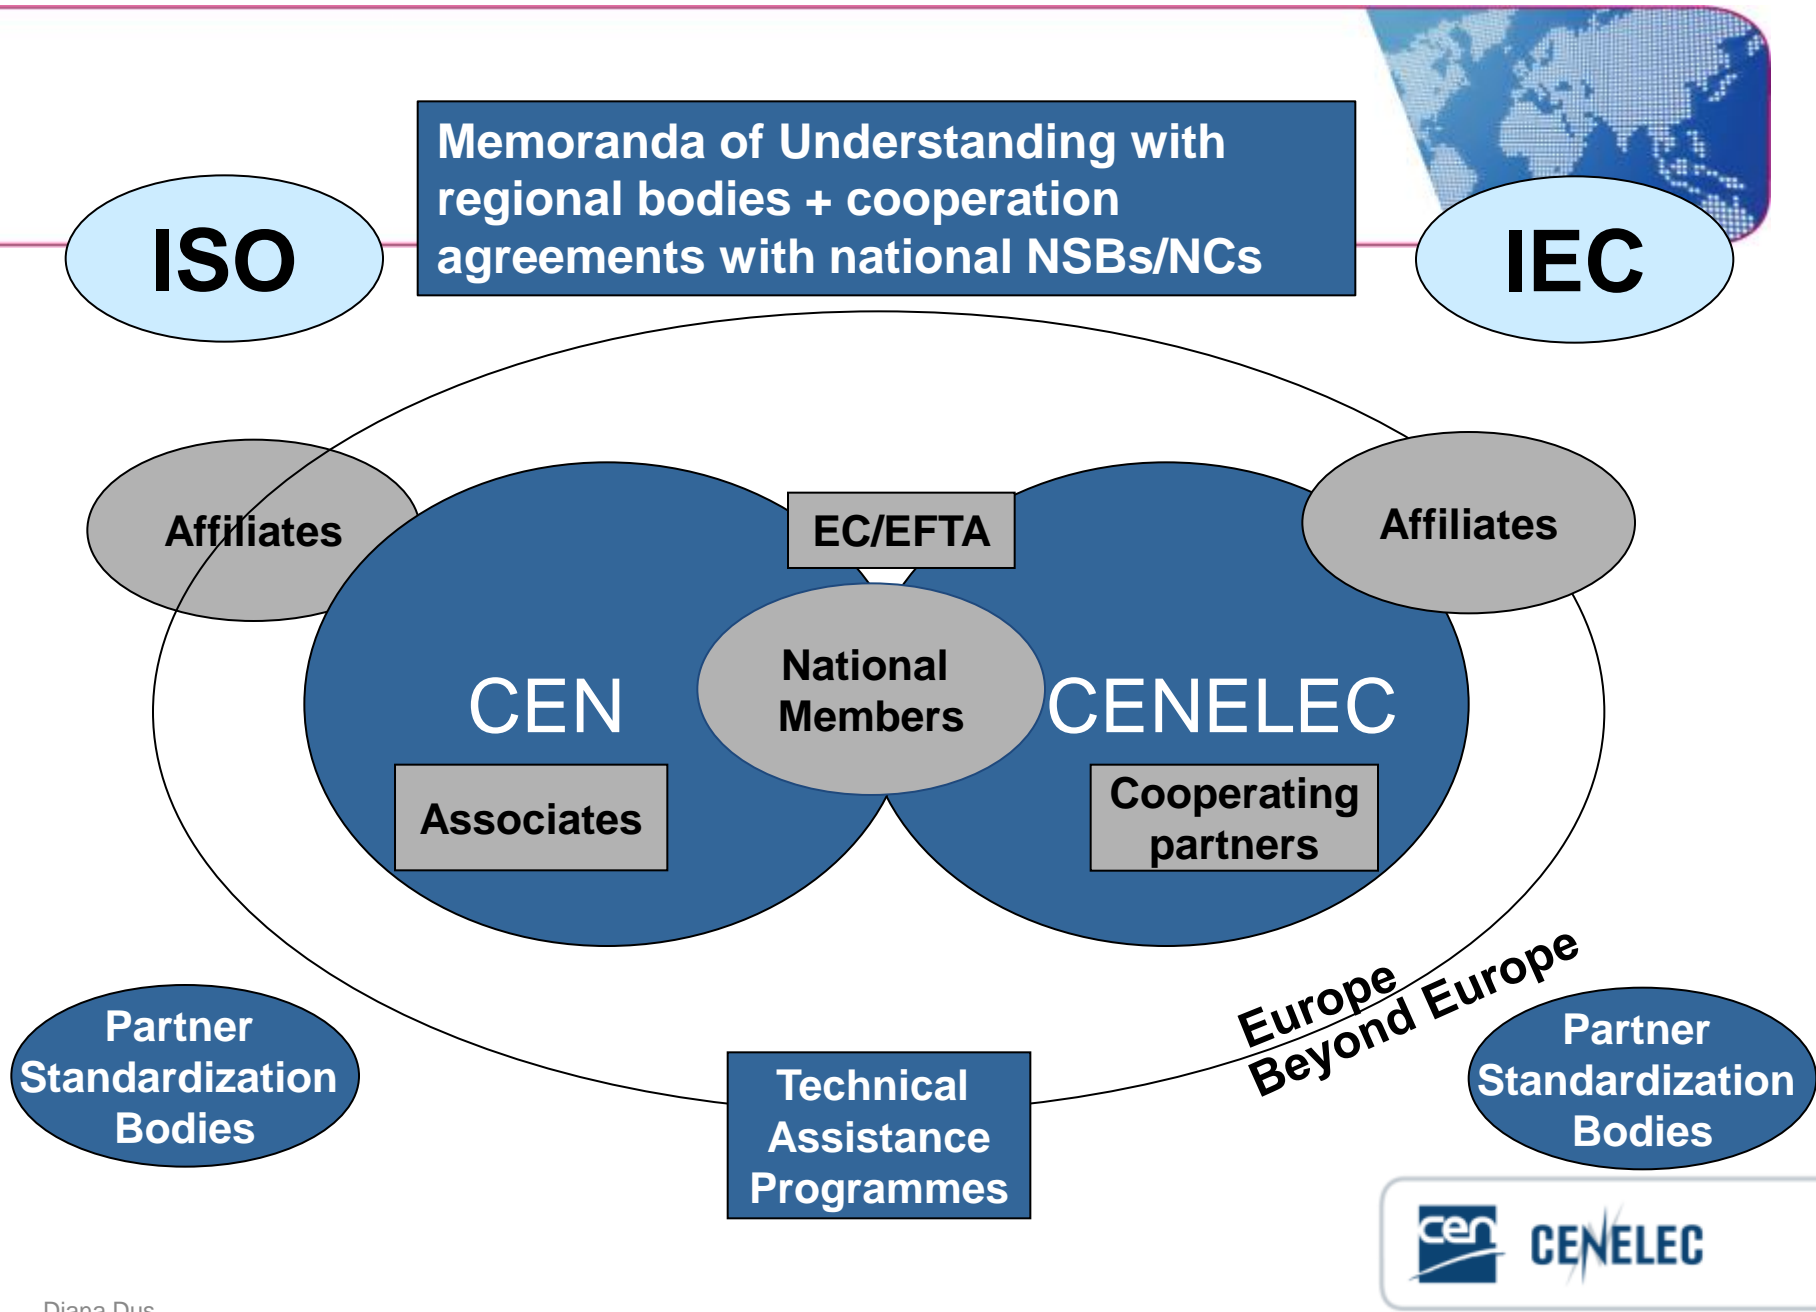 Memoranda of Understanding with
regional bodies + cooperation
agreements with national NSBs/NCs
ISO
IEC
Affiliates
EC/EFTA
Affiliates
National
Members
CEN
CENELEC
Associates
Cooperating
partners
Europe
Beyond Europe
Partner
Standardization
Bodies
Technical
Assistance
Programmes
Partner
Standardization
Bodies
cen
CENELEC
Diana Dus